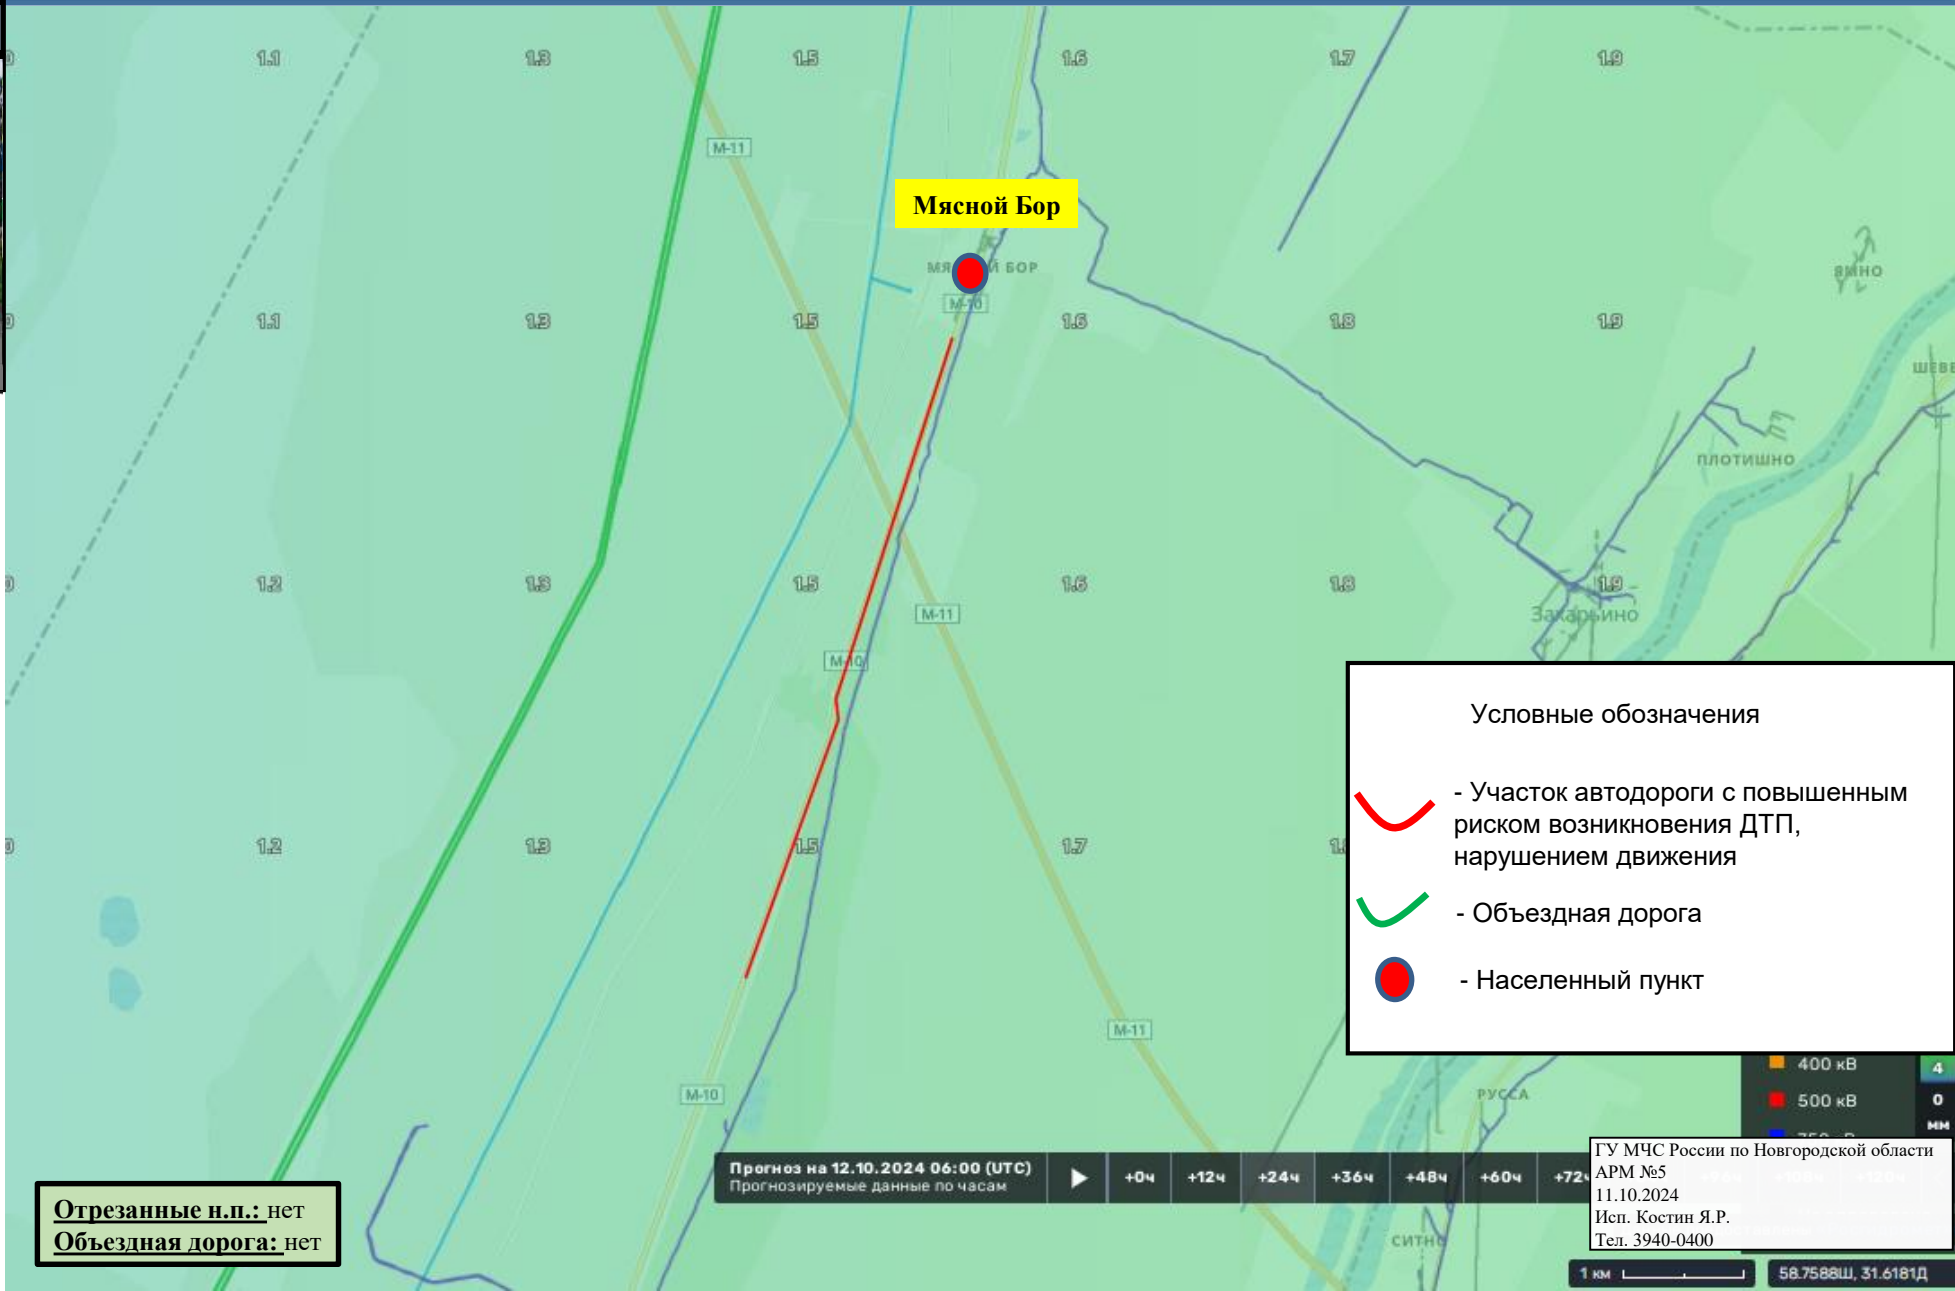 1.1 1.3 1.5 1.6 1.7 1.9
M-11
Мясной Бор
МЯ Й БОР
M-10
ЯМНО
1.1 1.3 1.5 1.6 1.8 1.9
ПЛОТИШНО
1.2 1.3 1.5 1.6 1.8 1.9
M-11
Захарьино
M-10
Условные обозначения
- Участок автодороги с повышенным
риском возникновения ДТП,
нарушением движения
1.2 1.3 1.5 1.7
- Объездная дорога
- Населенный пункт
M-11
400 кВ
4
M-10
РУССА
500 кВ
0
мм
Прогноз на 12.10.2024 06:00 (UTC)
Прогнозируемые данные по часам
+0ч +12ч +24ч +36ч +48ч +60ч +72ч
ГУ МЧС России по Новгородской области
АРМ №5
11.10.2024
Исп. Костин Я.Р.
Тел. 3940-0400
Отрезанные н.п.: нет
Объездная дорога: нет
СИТНО
1 км
58.7588Ш, 31.6181Д